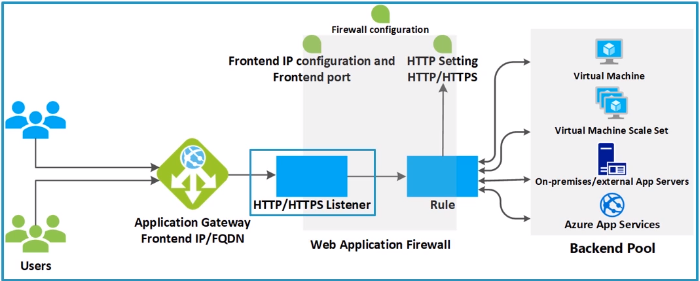 Firewall configuration
Frontend IP configuration and
Frontend port
HTTP Setting
HTTP/HTTPS
Virtual Machine
Virtual Machine Scale Set
On-premises/external App Servers
Azure App Services
Backend Pool
HTTP/HTTPS Listener
Rule
Application Gateway
Frontend IP/FQDN
Web Application Firewall
Users